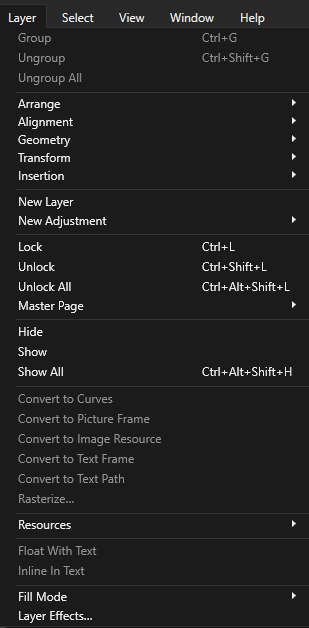 Layer Select View Window Help
Group Ctrl+G
Ungroup Ctrl+Shift+G
Ungroup All
Arrange
Alignment
Geometry
Transform
Insertion
New Layer
New Adjustment
Lock Ctrl+L
Unlock Ctrl+Shift+L
Unlock All Ctrl+Alt+Shift+L
Master Page
Hide
Show
Show All Ctrl+Alt+Shift+H
Convert to Curves
Convert to Picture Frame
Convert to Image Resource
Convert to Text Frame
Convert to Text Path
Rasterize...
Resources
Float With Text
Inline In Text
Fill Mode
Layer Effects...